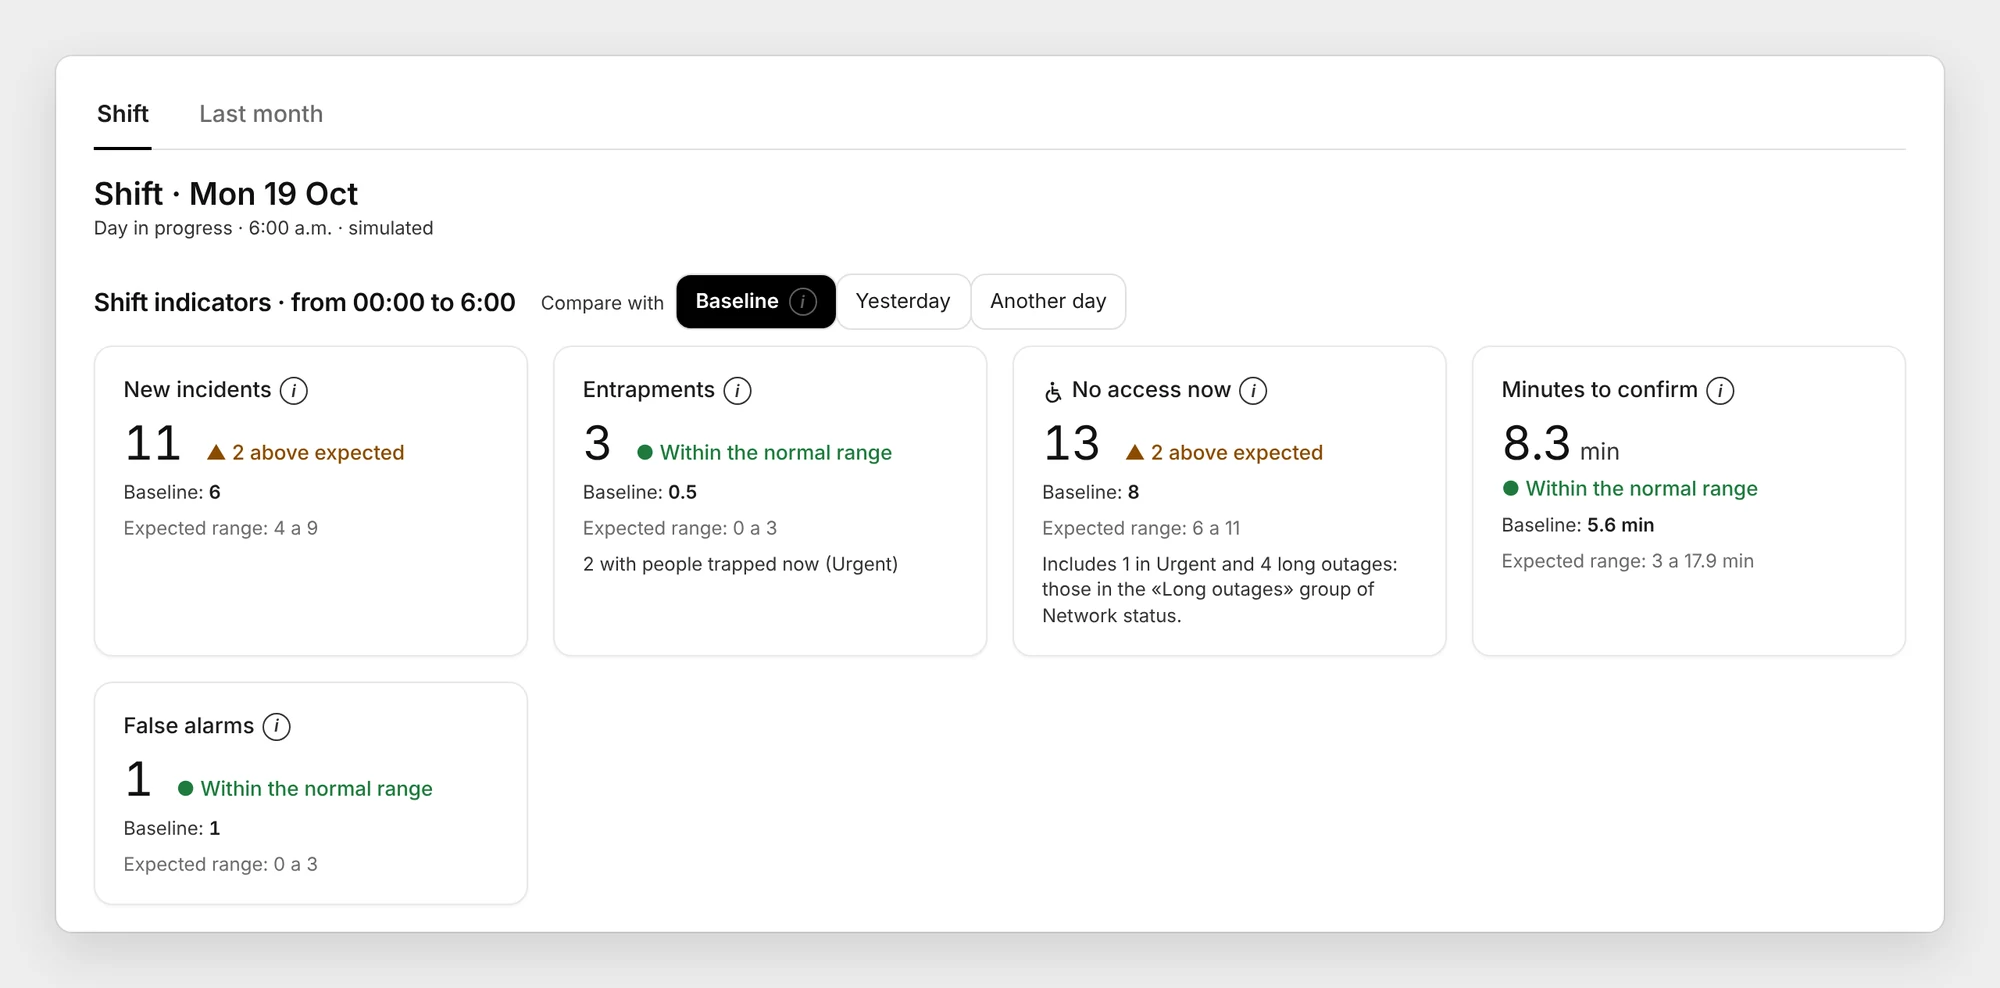 Shift
Last month
Shift · Mon 19 Oct
Day in progress · 6:00 a.m. · simulated
Shift indicators · from 00:00 to 6:00
Compare with
Baseline i
Yesterday
Another day
New incidents i
11 ▲ 2 above expected
Baseline: 6
Expected range: 4 a 9
Entrapments i
3 ● Within the normal range
Baseline: 0.5
Expected range: 0 a 3
2 with people trapped now (Urgent)
No access now i
13 ▲ 2 above expected
Baseline: 8
Expected range: 6 a 11
Includes 1 in Urgent and 4 long outages:
those in the «Long outages» group of
Network status.
Minutes to confirm i
8.3 min
● Within the normal range
Baseline: 5.6 min
Expected range: 3 a 17.9 min
False alarms i
1 ● Within the normal range
Baseline: 1
Expected range: 0 a 3